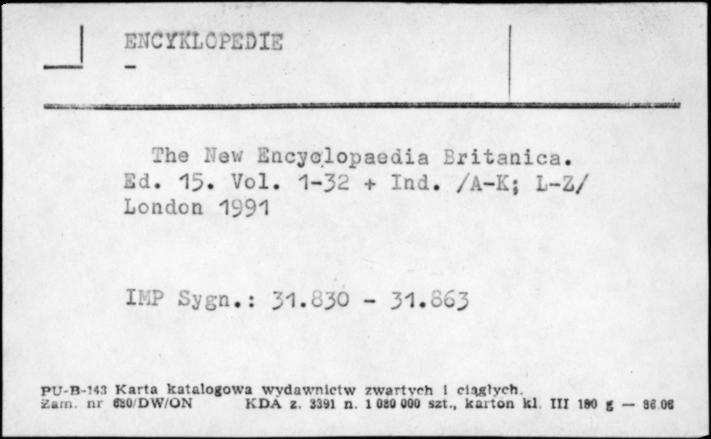 ENCYKLOPEDIE
The New Encyclopaedia Britanica.
Ed. 15. Vol. 1-32 + Ind. /A-K; L-Z/
London 1991
IMP Sygn.: 31.830 - 31.863
PU-B-143 Karta katalogowa wydawnictw zwartych i ciągłych.
Zam. nr 680/DW/ON KDA z. 3391 n. 1 080 000 szt., karton kl. III 180 g — 86.06